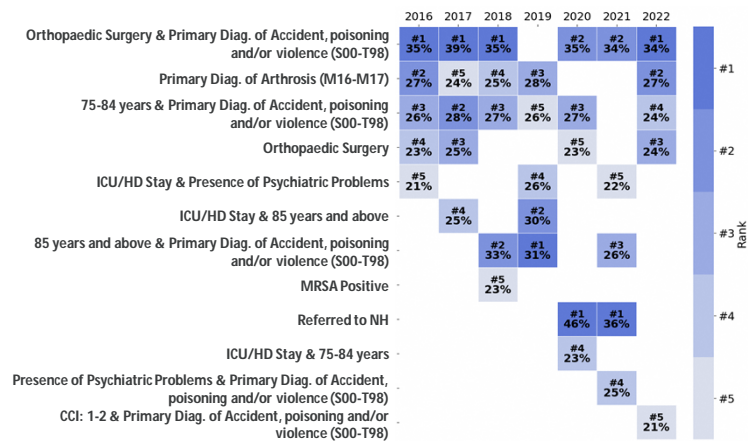 2016 2017 2018 2019 2020 2021 2022
Orthopaedic Surgery & Primary Diag. of Accident, poisoning
and/or violence (S00-T98)
#1 #1 #1 #2 #2 #1
35% 39% 35% 35% 34% 34%
Primary Diag. of Arthrosis (M16-M17)
#2 #5 #4 #3 #2
27% 24% 25% 28% 27%
75-84 years & Primary Diag. of Accident, poisoning
and/or violence (S00-T98)
#3 #2 #3 #5 #3 #4
26% 28% 27% 26% 27% 24%
Orthopaedic Surgery
#4 #3 #5 #3
23% 25% 23% 24%
ICU/HD Stay & Presence of Psychiatric Problems
#5 #4 #5
21% 26% 22%
ICU/HD Stay & 85 years and above
#4 #2
25% 30%
85 years and above & Primary Diag. of Accident, poisoning
and/or violence (S00-T98)
#2 #1 #3
33% 31% 26%
MRSA Positive
#5
23%
Referred to NH
#1 #1
46% 36%
ICU/HD Stay & 75-84 years
#4
23%
Presence of Psychiatric Problems & Primary Diag. of Accident,
poisoning and/or violence (S00-T98)
#4
25%
CCI: 1-2 & Primary Diag. of Accident, poisoning and/or
violence (S00-T98)
#5
21%
#1
#2
#3
#4
#5
Rank